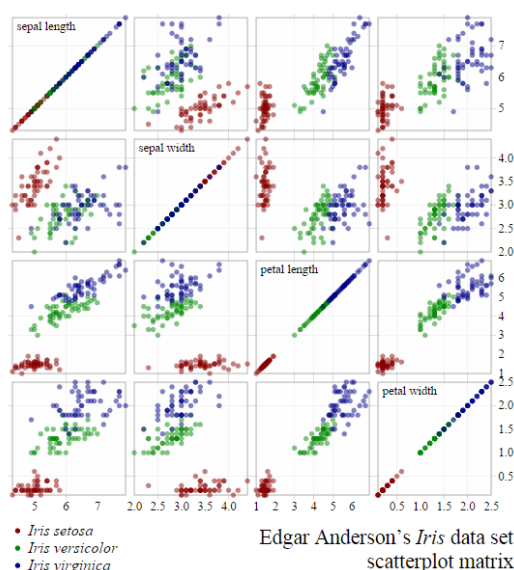 sepal length
7
6
5
sepal width
4.0
3.5
3.0
2.5
2.0
petal length
6
5
4
3
2
1
petal width
2.5
2.0
1.5
1.0
0.5
5 6 7 2.0 2.5 3.0 3.5 4.0 1 2 3 4 5 6 0.5 1.0 1.5 2.0 2.5
Iris setosa
Iris versicolor
Iris virginica
Edgar Anderson’s Iris data set
scatterplot matrix